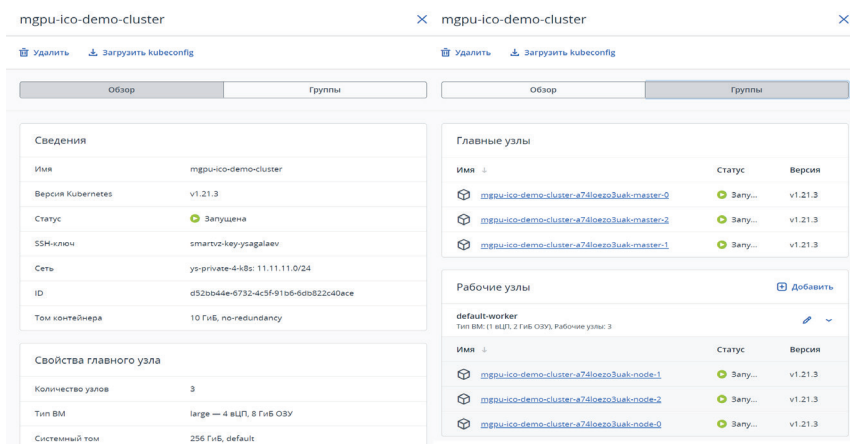 mgpu-ico-demo-cluster
Удалить Загрузить kubeconfig
Обзор Группы
Сведения
Имя mgpu-ico-demo-cluster
Версия Kubernetes v1.21.3
Статус Запущена
SSH-ключ smartvz-key-ysagalaev
Сеть ys-private-4-k8s: 11.11.11.0/24
ID d52bb44e-6732-4c5f-91b6-6db822c40ace
Том контейнера 10 ГиБ, no-redundancy
Свойства главного узла
Количество узлов 3
Тип ВМ large — 4 вЦП, 8 ГиБ ОЗУ
Системный том 256 ГиБ, default
mgpu-ico-demo-cluster
Удалить Загрузить kubeconfig
Обзор Группы
Главные узлы
Имя ↓ Статус Версия
mgpu-ico-demo-cluster-a74loezo3uak-master-0 Запу... v1.21.3
mgpu-ico-demo-cluster-a74loezo3uak-master-2 Запу... v1.21.3
mgpu-ico-demo-cluster-a74loezo3uak-master-1 Запу... v1.21.3
Рабочие узлы Добавить
default-worker
Тип ВМ: (1 вЦП, 2 ГиБ ОЗУ), Рабочие узлы: 3
Имя ↓ Статус Версия
mgpu-ico-demo-cluster-a74loezo3uak-node-1 Запу... v1.21.3
mgpu-ico-demo-cluster-a74loezo3uak-node-2 Запу... v1.21.3
mgpu-ico-demo-cluster-a74loezo3uak-node-0 Запу... v1.21.3